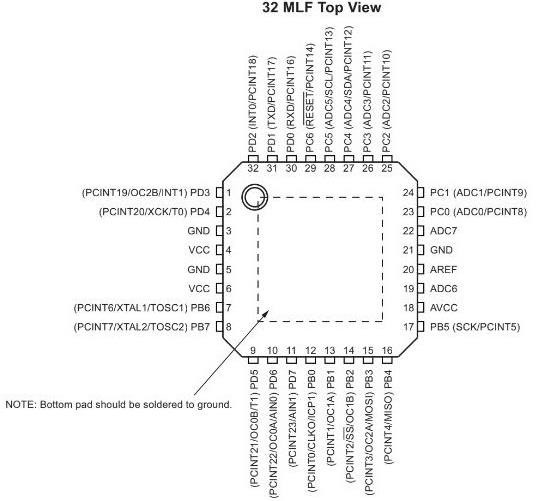 32 MLF Top View
PD2 (INT0/PCINT18)
PD1 (TXD/PCINT17)
PD0 (RXD/PCINT16)
PC6 (RESET/PCINT14)
PC5 (ADC5/SCL/PCINT13)
PC4 (ADC4/SDA/PCINT12)
PC3 (ADC3/PCINT11)
PC2 (ADC2/PCINT10)
32 31 30 29 28 27 26 25
(PCINT19/OC2B/INT1) PD3 1
(PCINT20/XCK/T0) PD4 2
GND 3
VCC 4
GND 5
VCC 6
(PCINT6/XTAL1/TOSC1) PB6 7
(PCINT7/XTAL2/TOSC2) PB7 8
24 PC1 (ADC1/PCINT9)
23 PC0 (ADC0/PCINT8)
22 ADC7
21 GND
20 AREF
19 ADC6
18 AVCC
17 PB5 (SCK/PCINT5)
9 10 11 12 13 14 15 16
(PCINT21/OC0B/T1) PD5
(PCINT22/OC0A/AIN0) PD6
(PCINT23/AIN1) PD7
(PCINT0/CLKO/ICP1) PB0
(PCINT1/OC1A) PB1
(PCINT2/SS/OC1B) PB2
(PCINT3/OC2A/MOSI) PB3
(PCINT4/MISO) PB4
NOTE: Bottom pad should be soldered to ground.